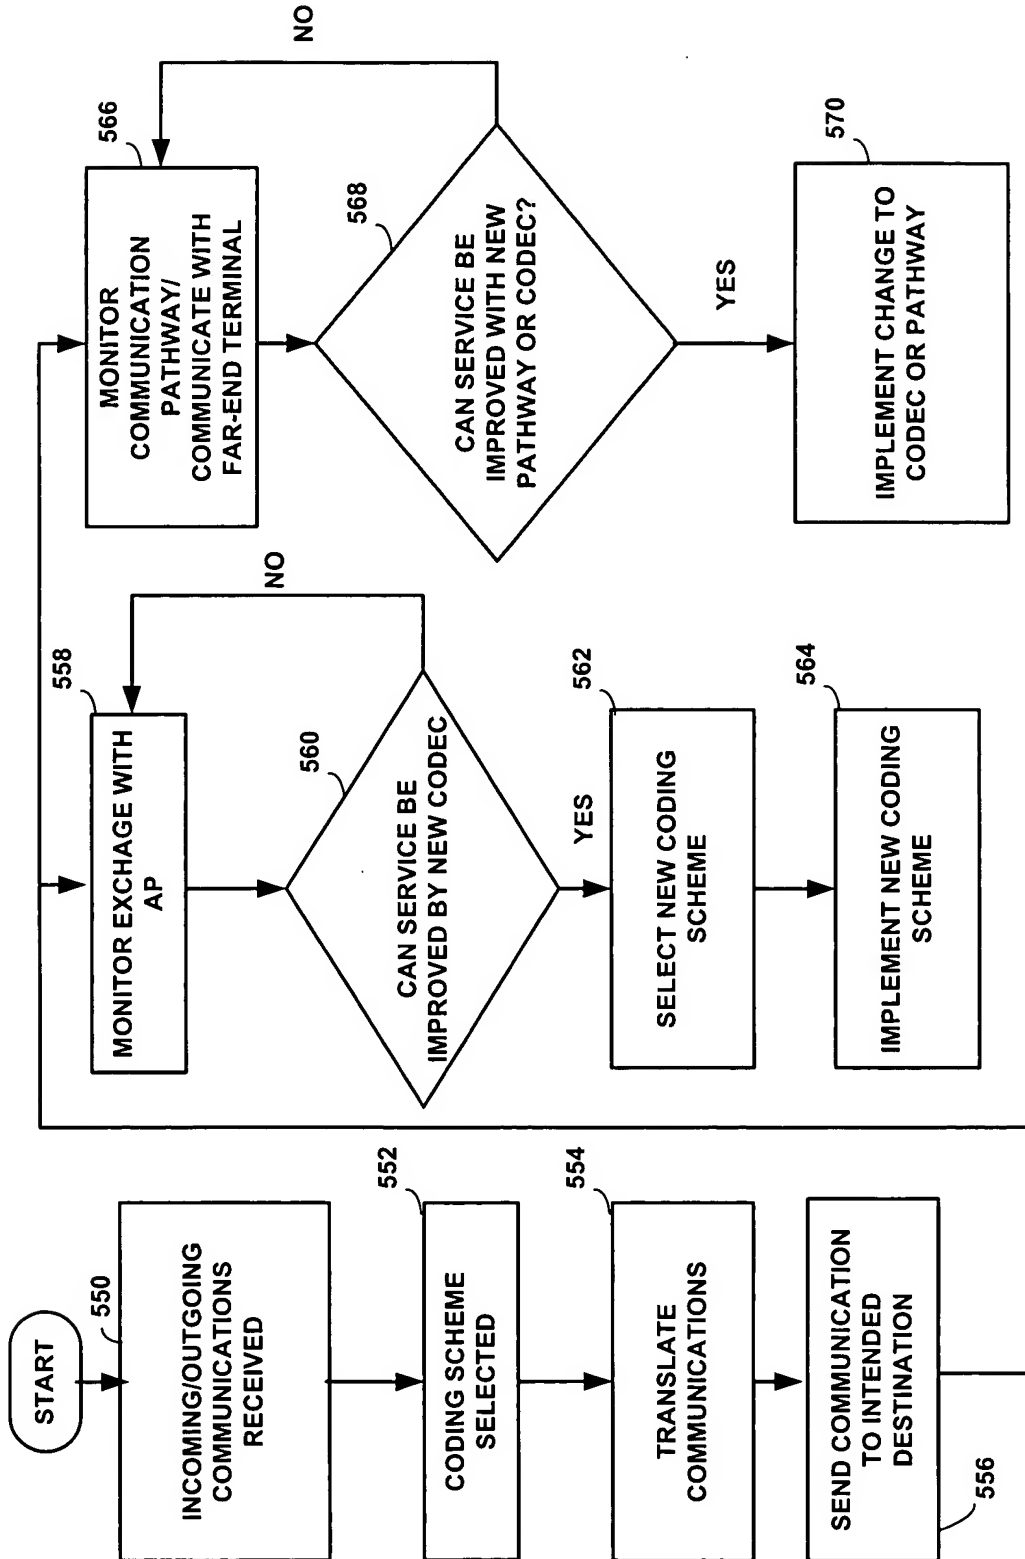 START
550
INCOMING/OUTGOING
COMMUNICATIONS
RECEIVED
552
CODING SCHEME
SELECTED
554
TRANSLATE
COMMUNICATIONS
SEND COMMUNICATION
TO INTENDED
DESTINATION
556
558
MONITOR EXCHAGE WITH
AP
NO
560
CAN SERVICE BE
IMPROVED BY NEW CODEC
YES
562
SELECT NEW CODING
SCHEME
564
IMPLEMENT NEW CODING
SCHEME
566
MONITOR
COMMUNICATION
PATHWAY/
COMMUNICATE WITH
FAR-END TERMINAL
NO
568
CAN SERVICE BE
IMPROVED WITH NEW
PATHWAY OR CODEC?
YES
570
IMPLEMENT CHANGE TO
CODEC OR PATHWAY